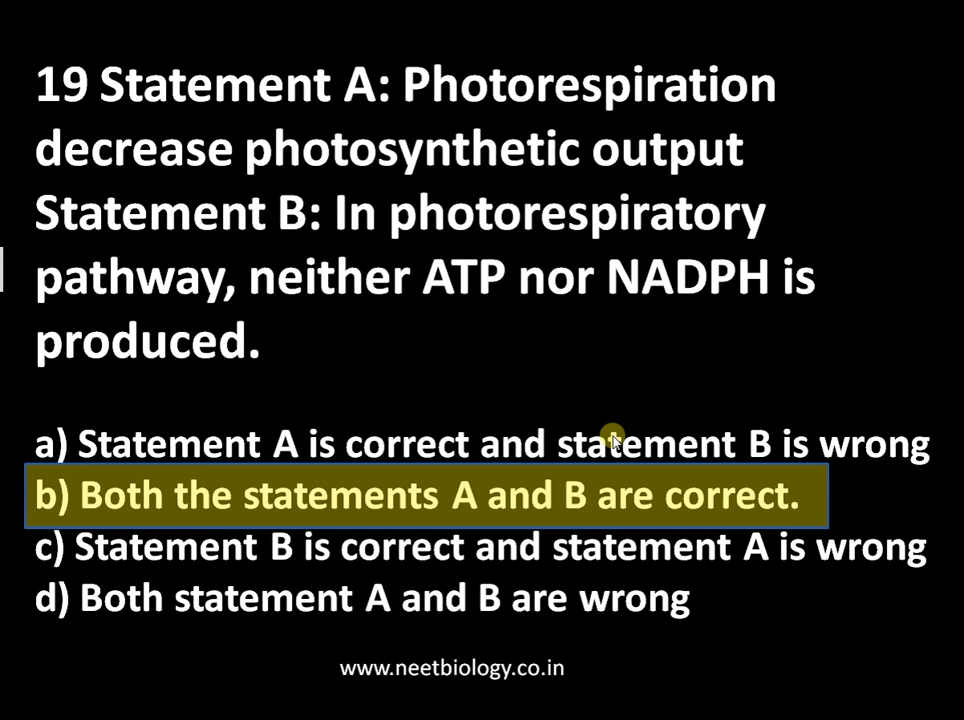 19 Statement A: Photorespiration
decrease photosynthetic output
Statement B: In photorespiratory
pathway, neither ATP nor NADPH is
produced.
a) Statement A is correct and statement B is wrong
b) Both the statements A and B are correct.
c) Statement B is correct and statement A is wrong
d) Both statement A and B are wrong
www.neetbiology.co.in